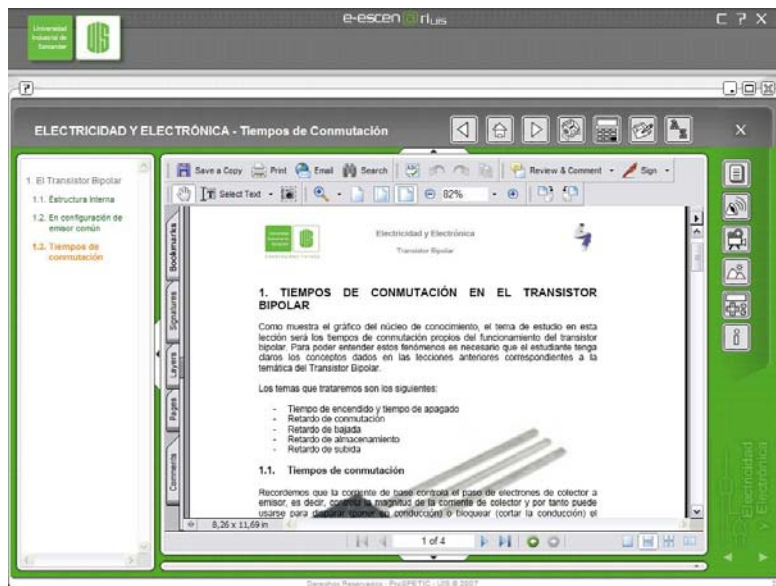 Universidad
Industrial de
Santander
UIS
e-escen@riUIS
ELECTRICIDAD Y ELECTRÓNICA - Tiempos de Conmutación
1. El Transistor Bipolar
1.1. Estructura Interna
1.2. En configuración de
emisor común
1.3. Tiempos de
conmutación
Save a Copy Print Email Search Review & Comment Sign
Select Text 82%
Bookmarks
Signatures
Layers
Pages
Comments
Electricidad y Electrónica
Transistor Bipolar
1. TIEMPOS DE CONMUTACIÓN EN EL TRANSISTOR
BIPOLAR
Como muestra el gráfico del núcleo de conocimiento, el tema de estudio en esta
lección será los tiempos de conmutación propios del funcionamiento del transistor
bipolar. Para poder entender estos fenómenos es necesario que el estudiante tenga
claros los conceptos dados en las lecciones anteriores correspondientes a la
temática del Transistor Bipolar.
Los temas que trataremos son los siguientes:
- Tiempo de encendido y tiempo de apagado
- Retardo de conmutación
- Retardo de bajada
- Retardo de almacenamiento
- Retardo de subida
1.1. Tiempos de conmutación
Recordemos que la corriente de base controla el paso de electrones de colector a
emisor, es decir, controla la magnitud de la corriente de colector y por tanto puede
usarse para disparar (poner en conducción) o bloquear (cortar la conducción) el
8,26 x 11,69 in
1 of 4
Electricidad
y Electrónica
Derechos Reservados - ProSPETIC - UIS © 2007